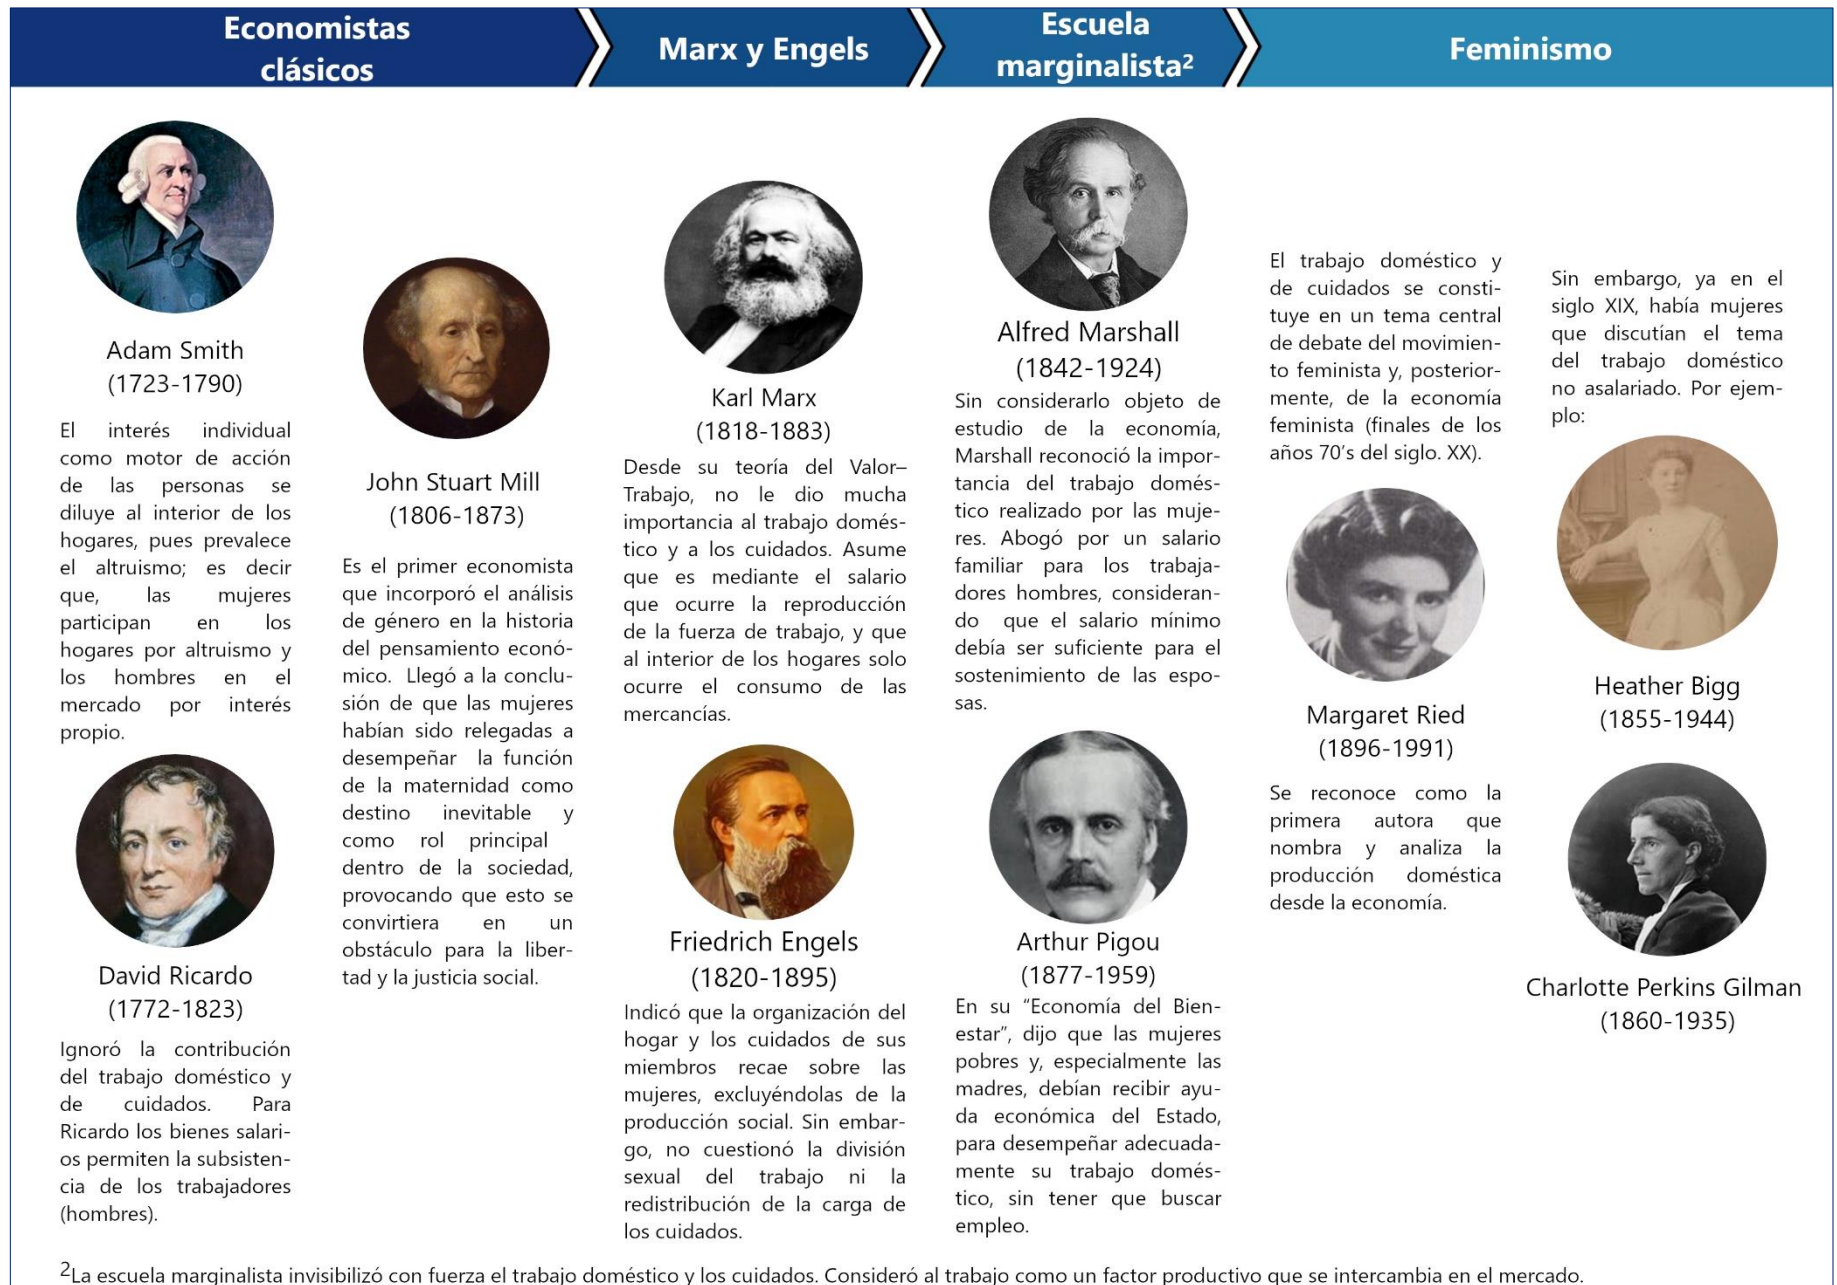 Economistas
clásicos
Marx y Engels
Escuela
marginalista²
Feminismo
Adam Smith
(1723-1790)
El interés individual
como motor de acción
de las personas se
diluye al interior de los
hogares, pues prevalece
el altruismo; es decir
que, las mujeres
participan en los
hogares por altruismo y
los hombres en el
mercado por interés
propio.
David Ricardo
(1772-1823)
Ignoró la contribución
del trabajo doméstico y
de cuidados. Para
Ricardo los bienes salari-
os permiten la subsisten-
cia de los trabajadores
(hombres).
John Stuart Mill
(1806-1873)
Es el primer economista
que incorporó el análisis
de género en la historia
del pensamiento econó-
mico. Llegó a la conclu-
sión de que las mujeres
habían sido relegadas a
desempeñar la función
de la maternidad como
destino inevitable y
como rol principal
dentro de la sociedad,
provocando que esto se
convirtiera en un
obstáculo para la liber-
tad y la justicia social.
Karl Marx
(1818-1883)
Desde su teoría del Valor–
Trabajo, no le dio mucha
importancia al trabajo domés-
tico y a los cuidados. Asume
que es mediante el salario
que ocurre la reproducción
de la fuerza de trabajo, y que
al interior de los hogares solo
ocurre el consumo de las
mercancías.
Friedrich Engels
(1820-1895)
Indicó que la organización del
hogar y los cuidados de sus
miembros recae sobre las
mujeres, excluyéndolas de la
producción social. Sin embar-
go, no cuestionó la división
sexual del trabajo ni la
redistribución de la carga de
los cuidados.
Alfred Marshall
(1842-1924)
Sin considerarlo objeto de
estudio de la economía,
Marshall reconoció la impor-
tancia del trabajo domés-
tico realizado por las muje-
res. Abogó por un salario
familiar para los trabaja-
dores hombres, consideran-
do que el salario mínimo
debía ser suficiente para el
sostenimiento de las espo-
sas.
Arthur Pigou
(1877-1959)
En su “Economía del Bien-
estar”, dijo que las mujeres
pobres y, especialmente las
madres, debían recibir ayu-
da económica del Estado,
para desempeñar adecuada-
mente su trabajo domés-
tico, sin tener que buscar
empleo.
El trabajo doméstico y
de cuidados se consti-
tuye en un tema central
de debate del movimien-
to feminista y, posterior-
mente, de la economía
feminista (finales de los
años 70’s del siglo. XX).
Margaret Ried
(1896-1991)
Se reconoce como la
primera autora que
nombra y analiza la
producción doméstica
desde la economía.
Sin embargo, ya en el
siglo XIX, había mujeres
que discutían el tema
del trabajo doméstico
no asalariado. Por ejem-
plo:
Heather Bigg
(1855-1944)
Charlotte Perkins Gilman
(1860-1935)
²La escuela marginalista invisibilizó con fuerza el trabajo doméstico y los cuidados. Consideró al trabajo como un factor productivo que se intercambia en el mercado.